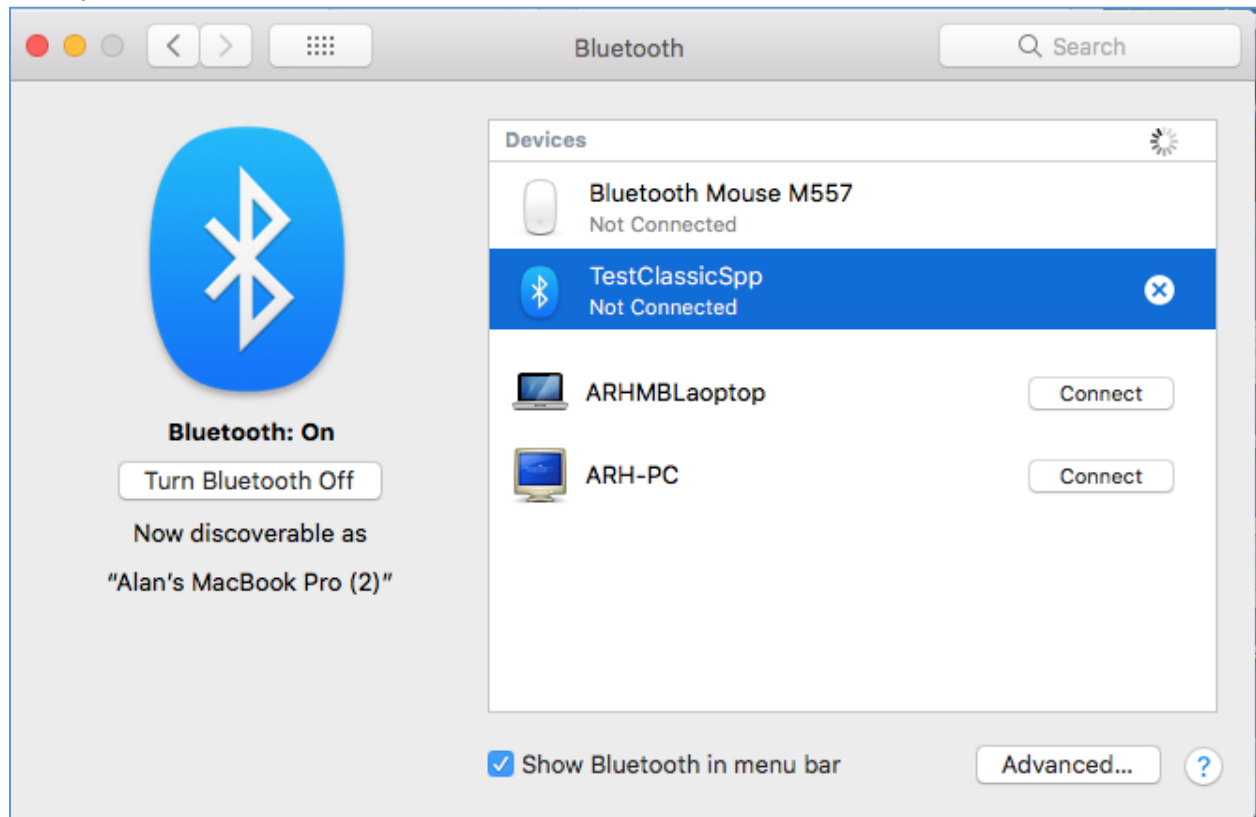 Bluetooth
Search
Devices
Bluetooth Mouse M557
Not Connected
TestClassicSpp
Not Connected
ARHMBLaoptop
Connect
ARH-PC
Connect
Bluetooth: On
Turn Bluetooth Off
Now discoverable as
“Alan's MacBook Pro (2)”
Show Bluetooth in menu bar
Advanced...
?